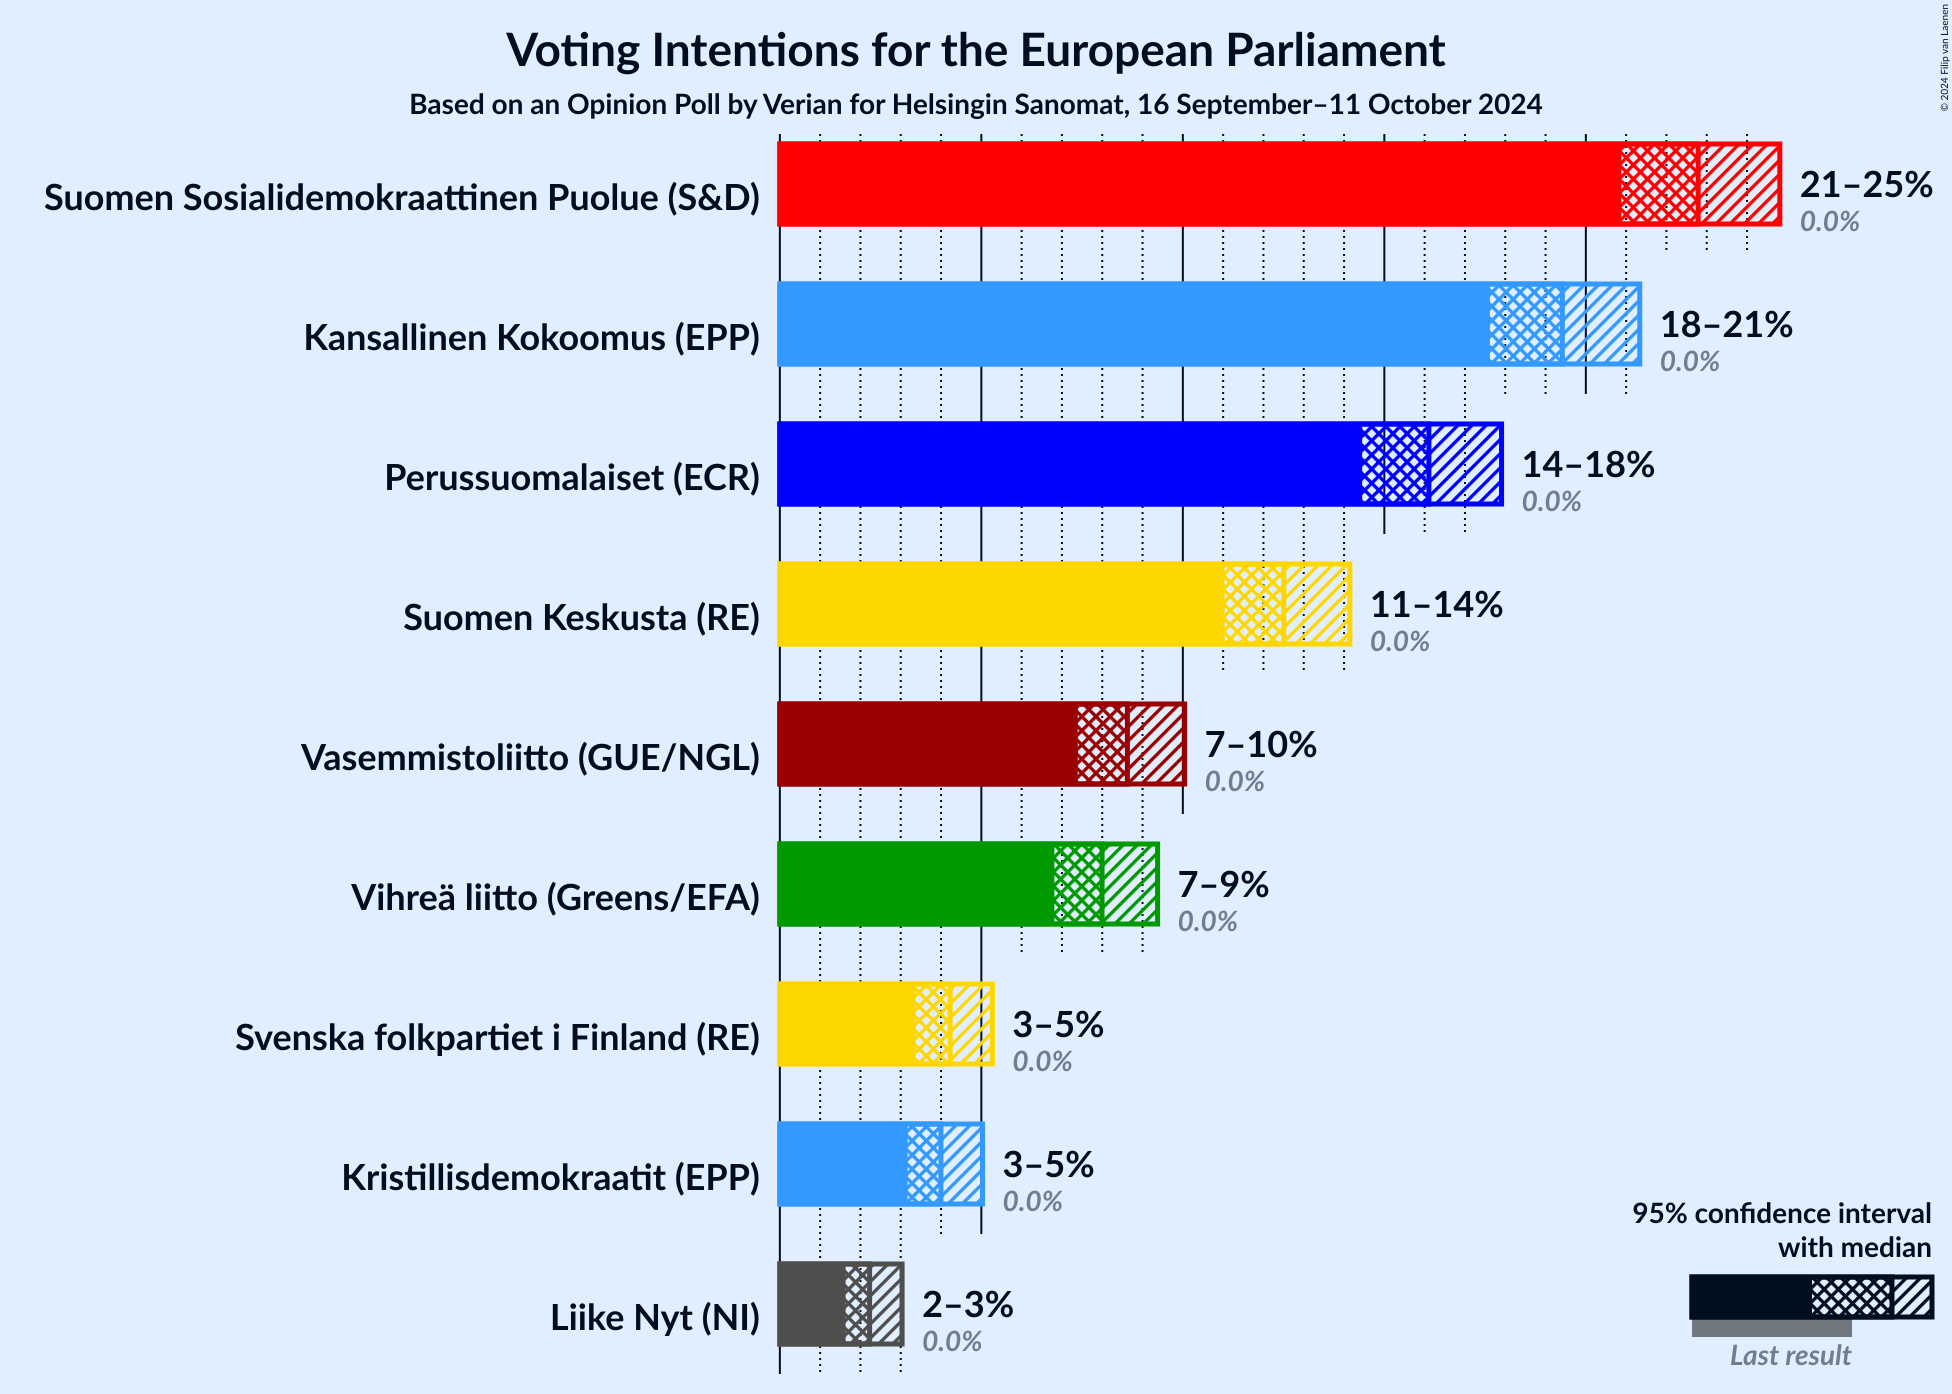 Voting Intentions for the European Parliament
Based on an Opinion Poll by Verian for Helsingin Sanomat, 16 September–11 October 2024
© 2024 Filip van Laenen
Suomen Sosialidemokraattinen Puolue (S&D)
21–25%
0.0%
Kansallinen Kokoomus (EPP)
18–21%
0.0%
Perussuomalaiset (ECR)
14–18%
0.0%
Suomen Keskusta (RE)
11–14%
0.0%
Vasemmistoliitto (GUE/NGL)
7–10%
0.0%
Vihreä liitto (Greens/EFA)
7–9%
0.0%
Svenska folkpartiet i Finland (RE)
3–5%
0.0%
Kristillisdemokraatit (EPP)
3–5%
0.0%
Liike Nyt (NI)
2–3%
0.0%
95% confidence interval
with median
Last result